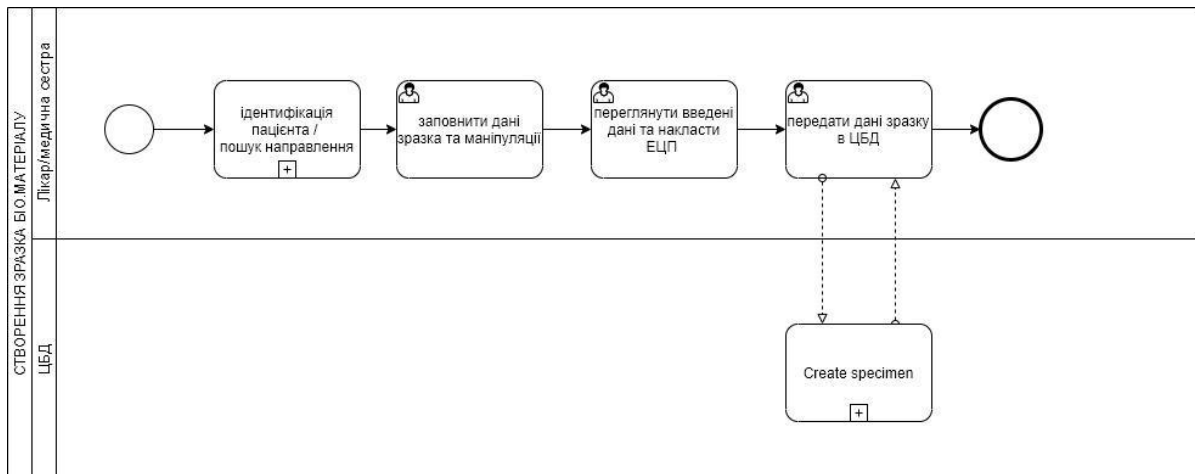 СТВОРЕННЯ ЗРАЗКА БІО.МАТЕРІАЛУ
Лікар/медична сестра
ідентифікація
пацієнта /
пошук направлення
заповнити дані
зразка та маніпуляції
переглянути введені
дані та накласти
ЕЦП
передати дані зразку
в ЦБД
ЦБД
Create specimen